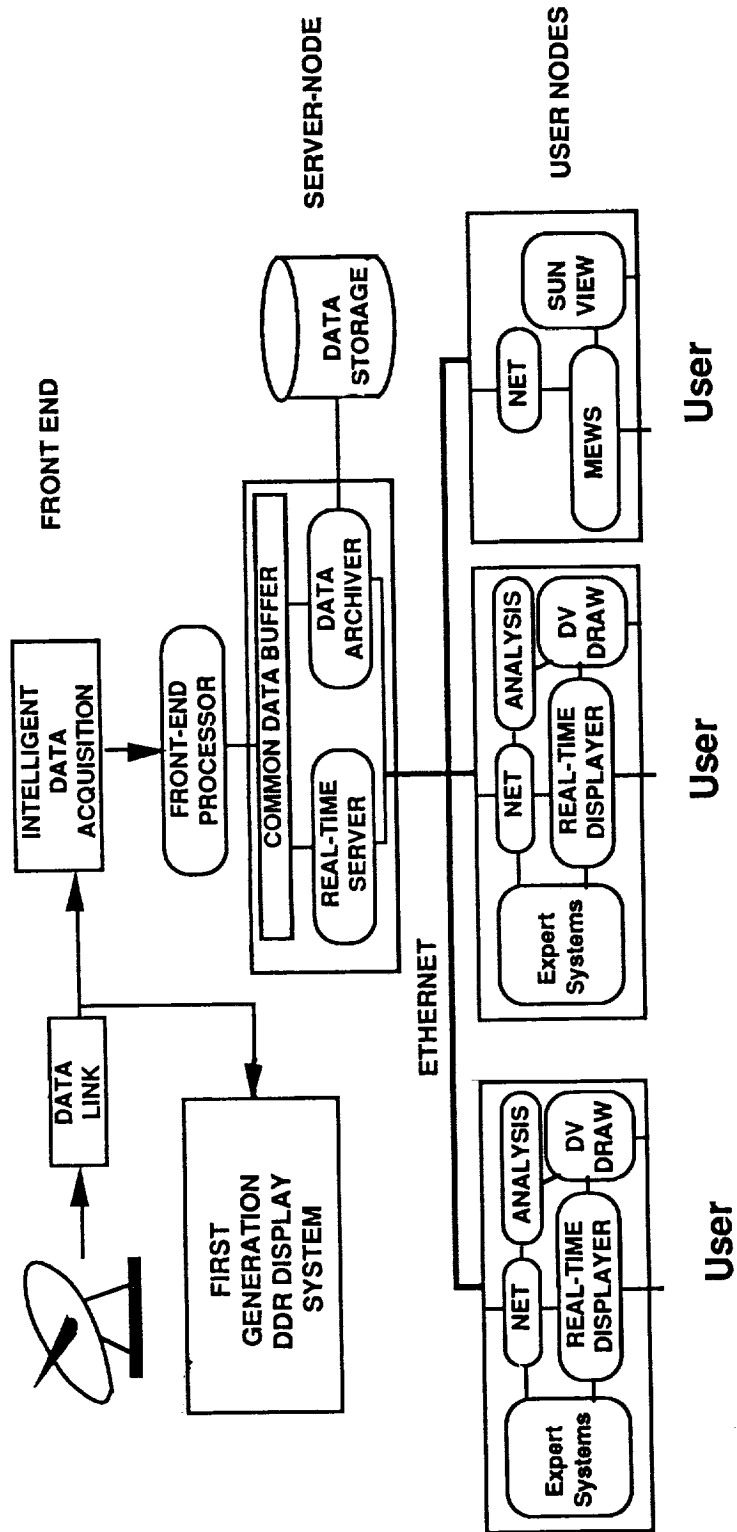 DATA
LINK
INTELLIGENT
DATA
ACQUISITION
FRONT END
FIRST
GENERATION
DDR DISPLAY
SYSTEM
FRONT-END
PROCESSOR
COMMON DATA BUFFER
REAL-TIME
SERVER
DATA
ARCHIVER
DATA
STORAGE
SERVER-NODE
ETHERNET
Expert
Systems
NET
ANALYSIS
REAL-TIME
DISPLAYER
DV
DRAW
User
Expert
Systems
NET
ANALYSIS
REAL-TIME
DISPLAYER
DV
DRAW
User
NET
MEWS
SUN
VIEW
User
USER NODES